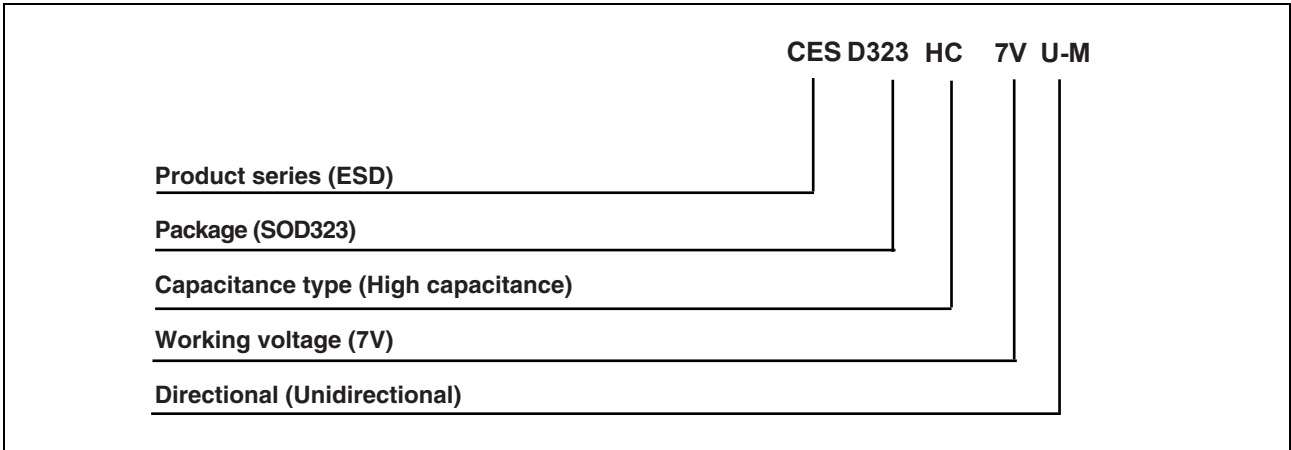 CES D323 HC 7V U-M
Product series (ESD)
Package (SOD323)
Capacitance type (High capacitance)
Working voltage (7V)
Directional (Unidirectional)